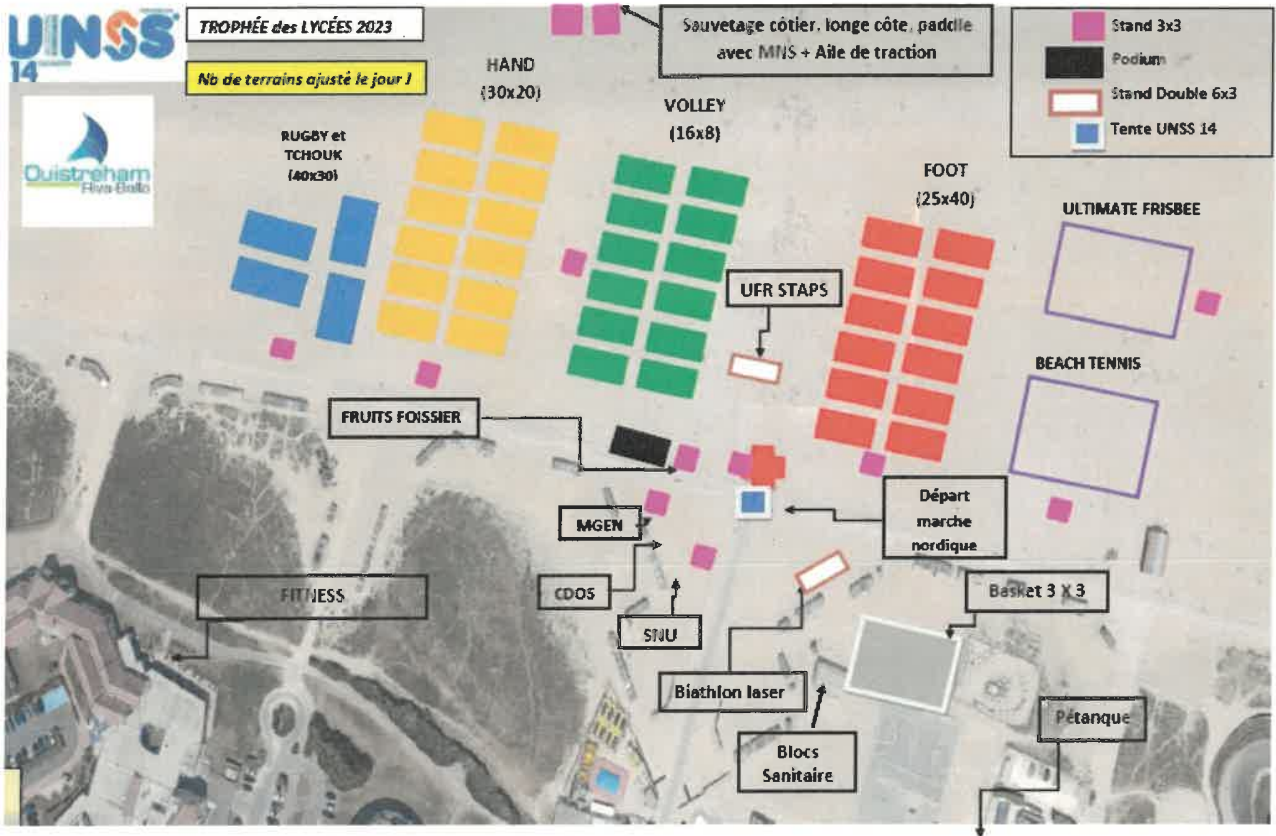 UNSS
14
TROPHÉE des LYCÉES 2023
Nb de terrains ajusté le jour J
Ouistreham
Riva-Bella
Sauvetage côtier, longe côte, paddle
avec MNS + Aile de traction
Stand 3x3
Podium
Stand Double 6x3
Tente UNSS 14
HAND
(30x20)
VOLLEY
(16x8)
RUGBY et
TCHOUK
(40x30)
FOOT
(25x40)
ULTIMATE FRISBEE
UFR STAPS
BEACH TENNIS
FRUITS FOISSIER
MGEN
Départ
marche
nordique
FITNESS
CDOS
SNU
Basket 3 X 3
Biathlon laser
Pétanque
Blocs
Sanitaire